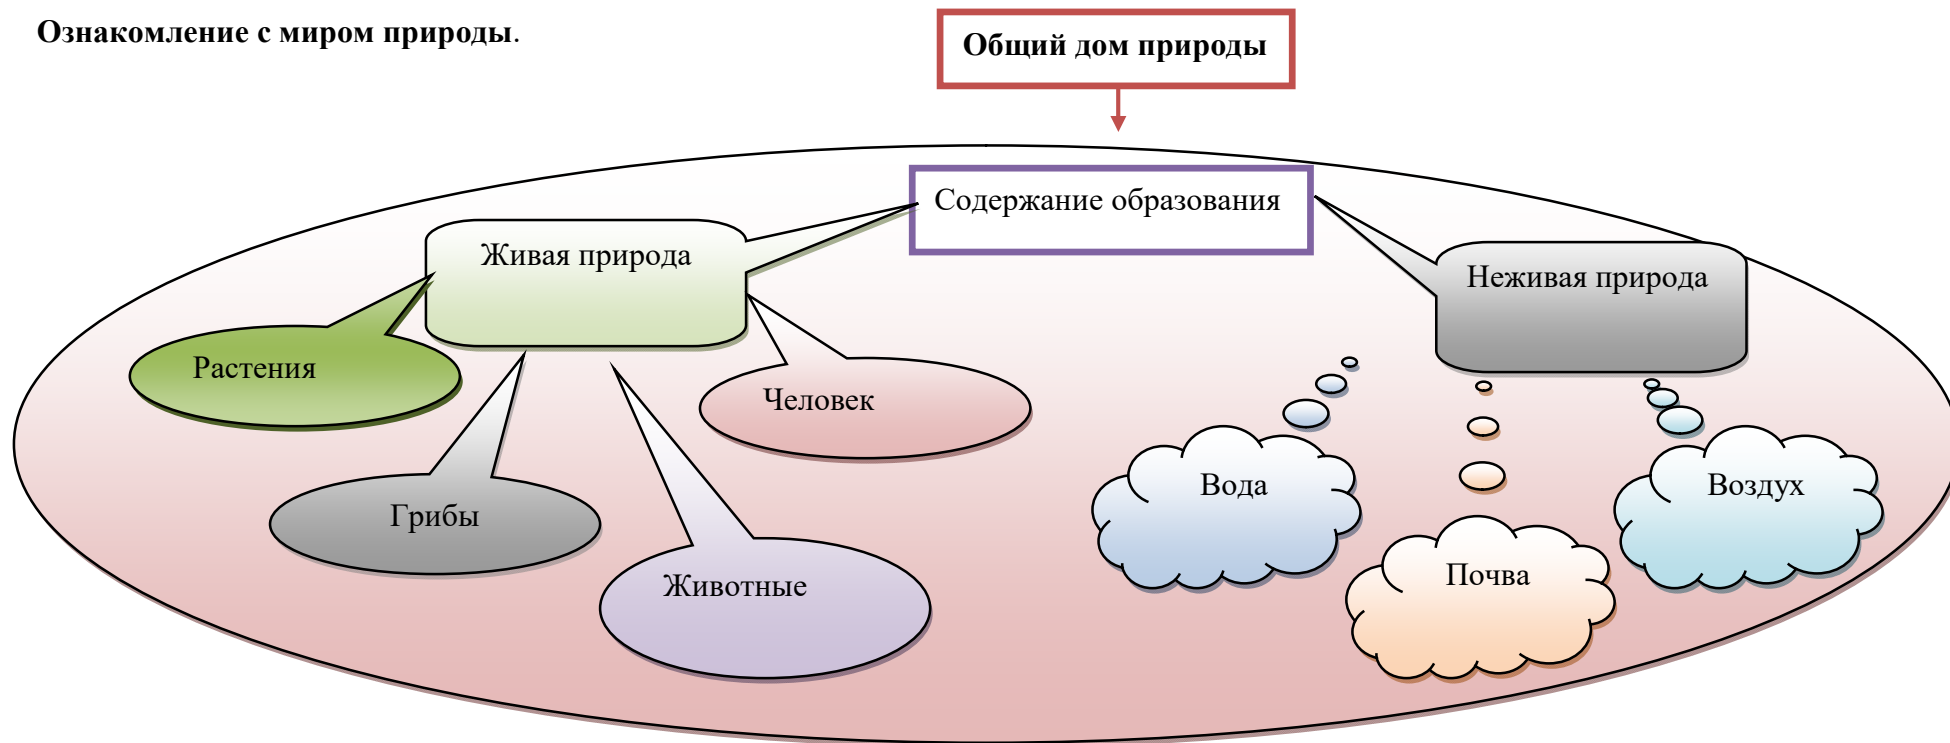 Ознакомление с миром природы.
Общий дом природы
Содержание образования
Живая природа
Неживая природа
Растения
Человек
Грибы
Животные
Вода
Почва
Воздух